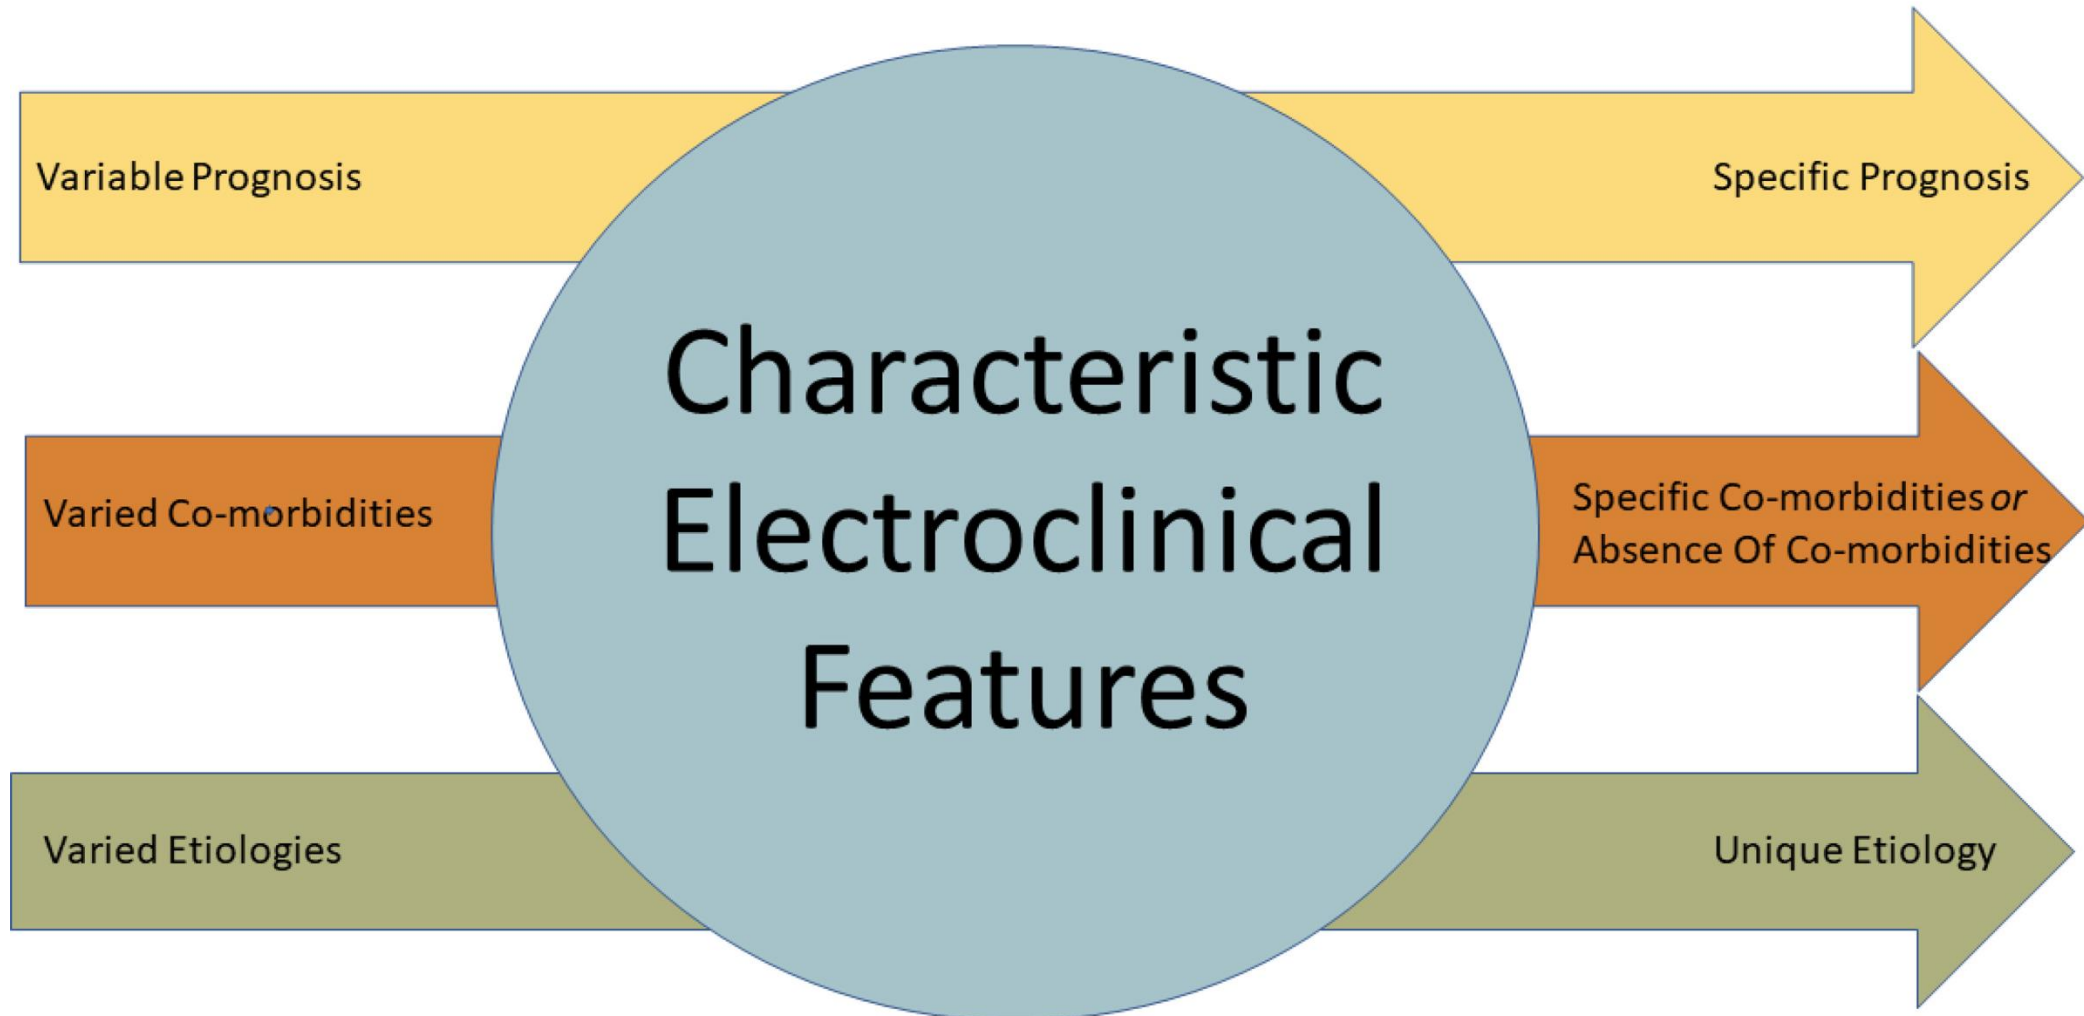 Variable Prognosis
Specific Prognosis
Characteristic
Electroclinical
Features
Varied Co-morbidities
Specific Co-morbidities or
Absence Of Co-morbidities
Varied Etiologies
Unique Etiology